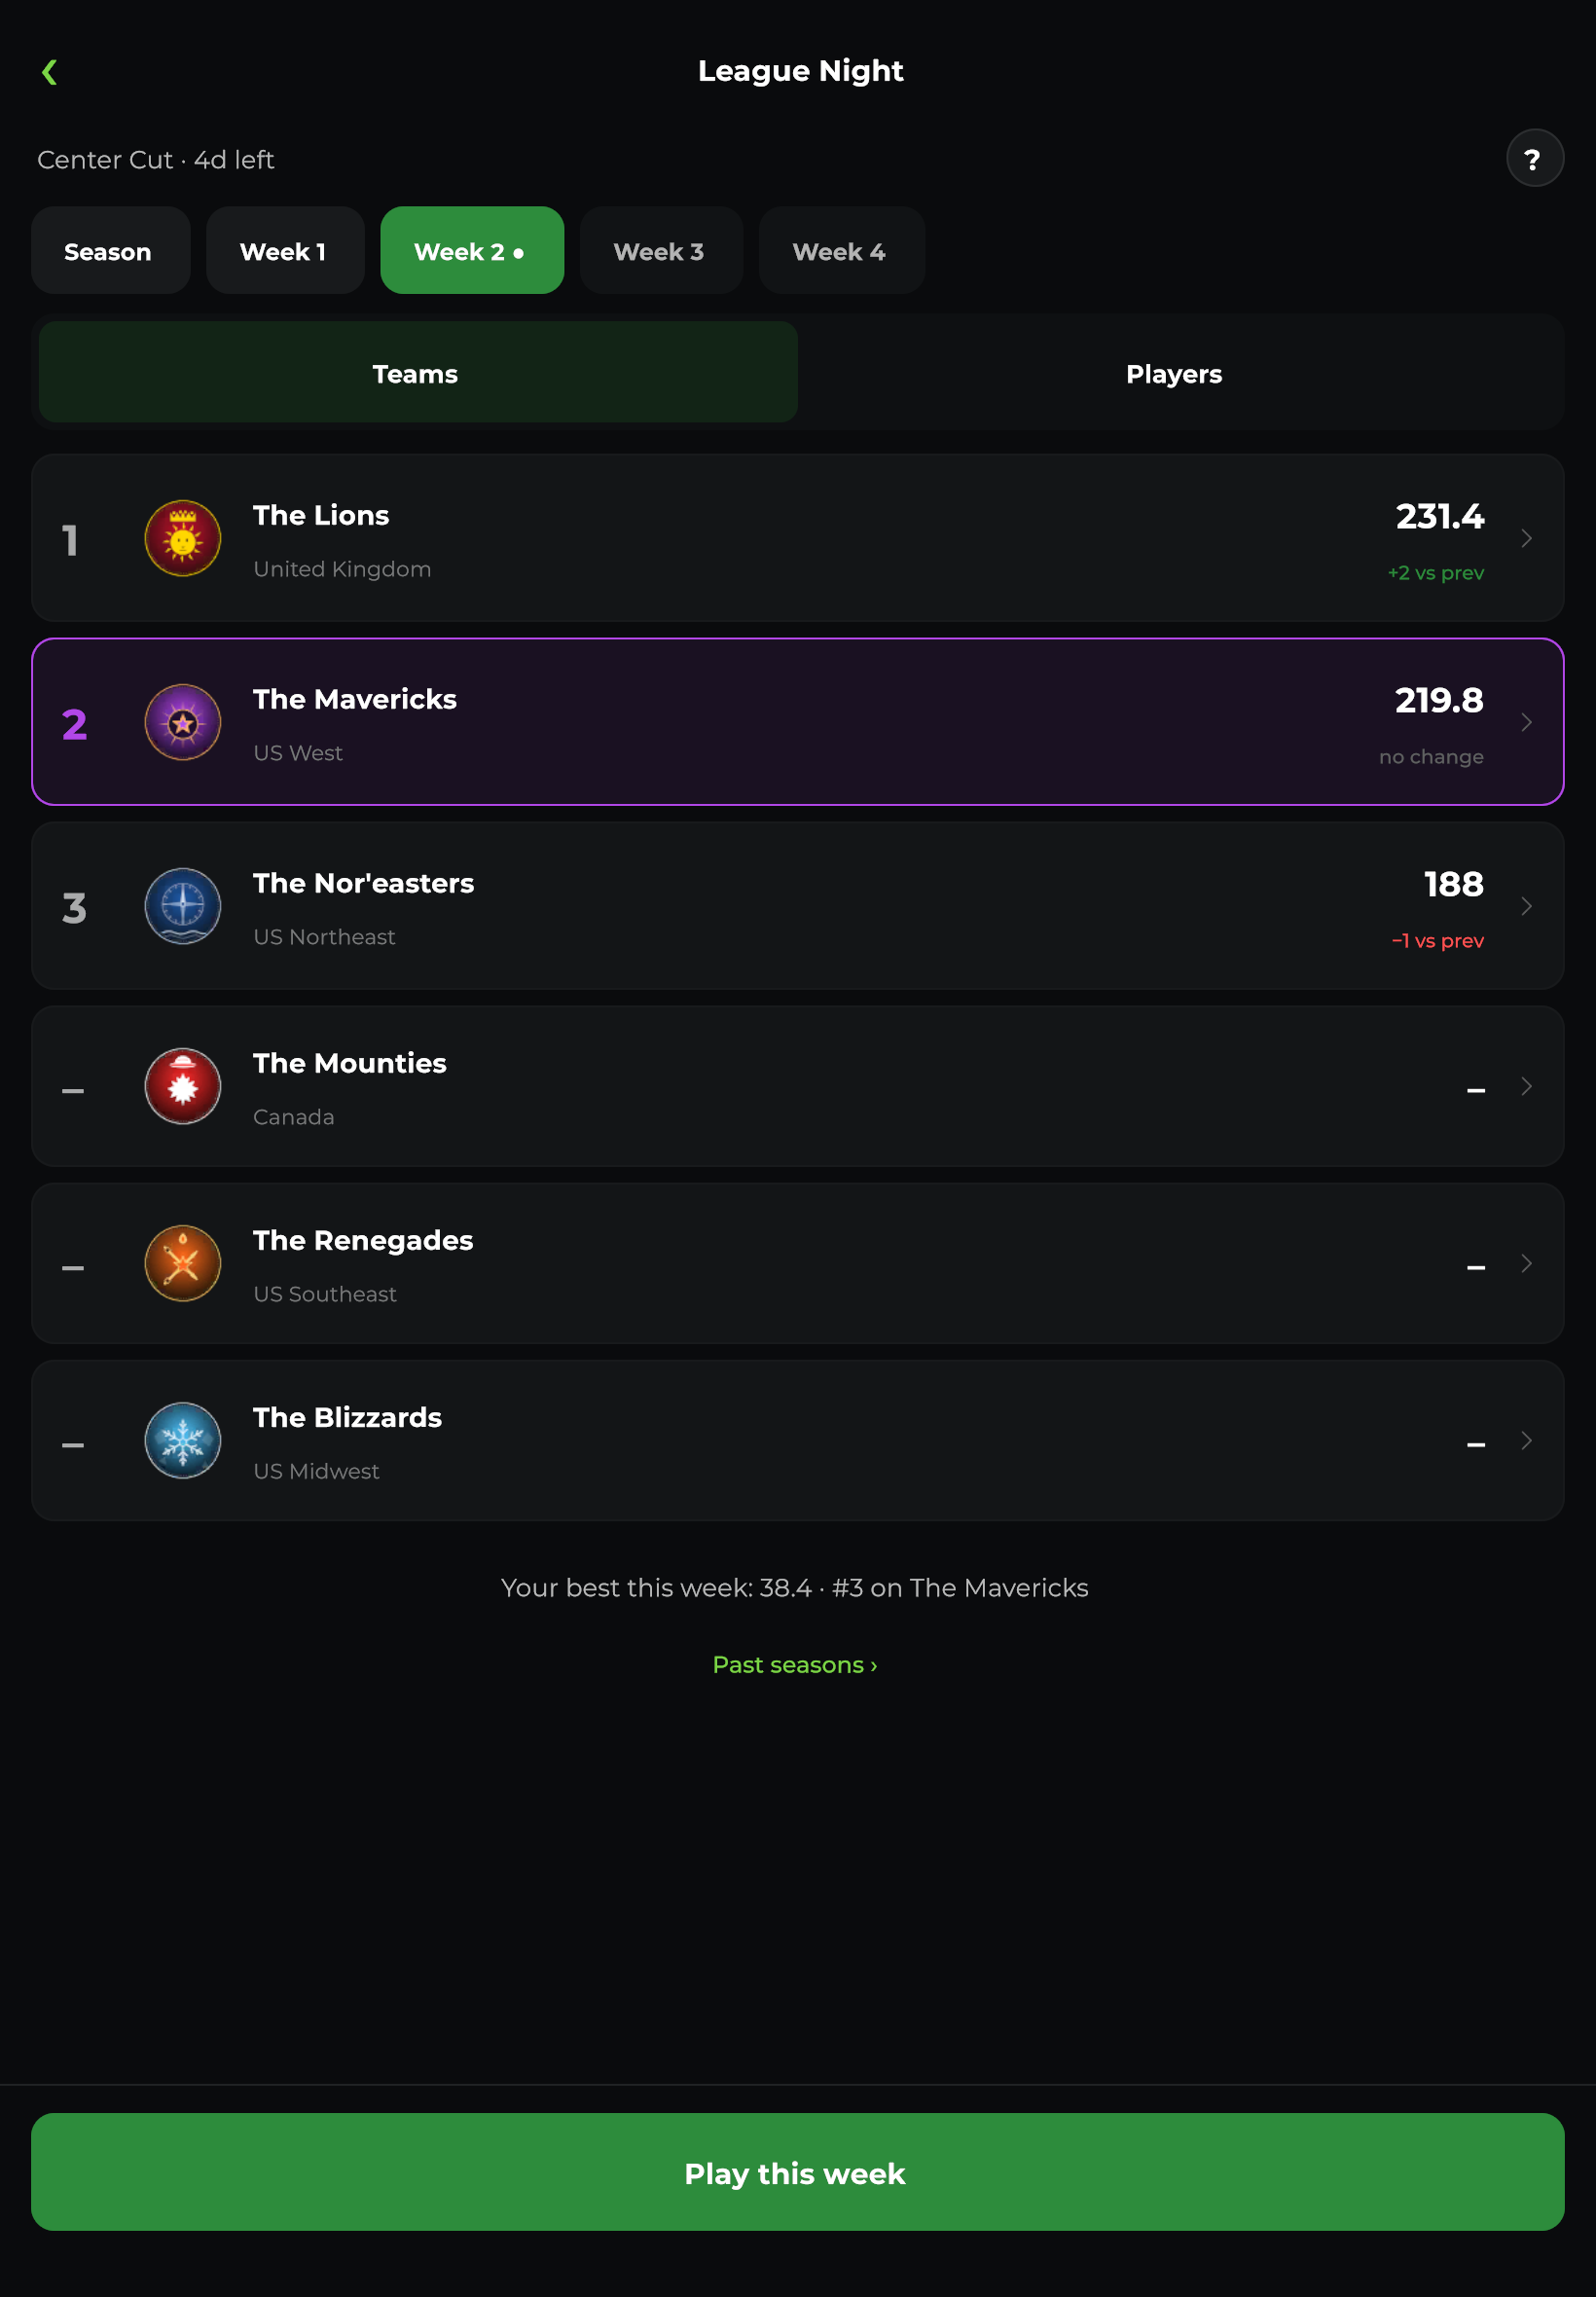 ‹
League Night
Center Cut · 4d left
?
Season
Week 1
Week 2 •
Week 3
Week 4
Teams
Players
1
The Lions
United Kingdom
231.4
+2 vs prev
2
The Mavericks
US West
219.8
no change
3
The Nor'easters
US Northeast
188
−1 vs prev
–
The Mounties
Canada
–
–
The Renegades
US Southeast
–
–
The Blizzards
US Midwest
–
Your best this week: 38.4 · #3 on The Mavericks
Past seasons ›
Play this week